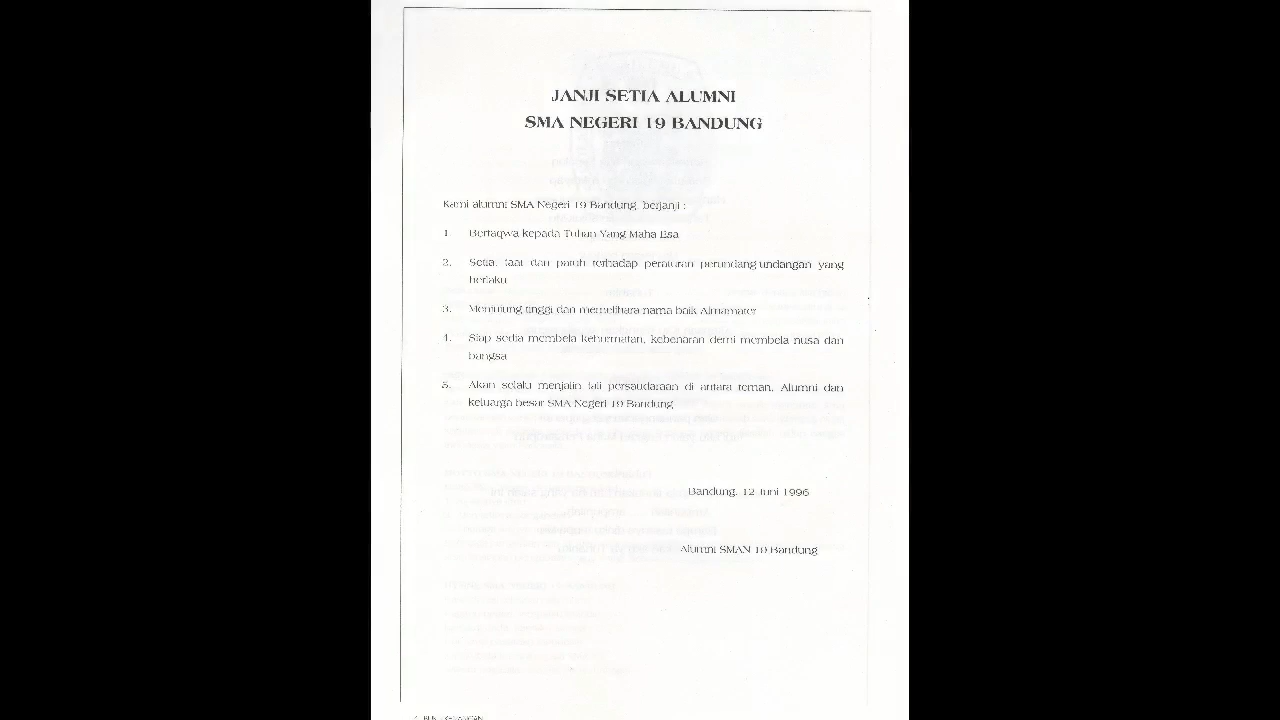 JANJI SETIA ALUMNI
SMA NEGERI 19 BANDUNG
Kami alumni SMA Negeri 19 Bandung, berjanji :
1. Bertaqwa kepada Tuhan Yang Maha Esa
2. Setia, taat dan patuh terhadap peraturan perundang-undangan yang
berlaku
3. Menjujung tinggi dan memelihara nama baik Almamater
4. Siap sedia membela kehormatan, kebenaran demi membela nusa dan
bangsa
5. Akan selalu menjalin tali persaudaraan di antara teman, Alumni dan
keluarga besar SMA Negeri 19 Bandung
Bandung, 12 Juni 1996
Alumni SMAN 19 Bandung